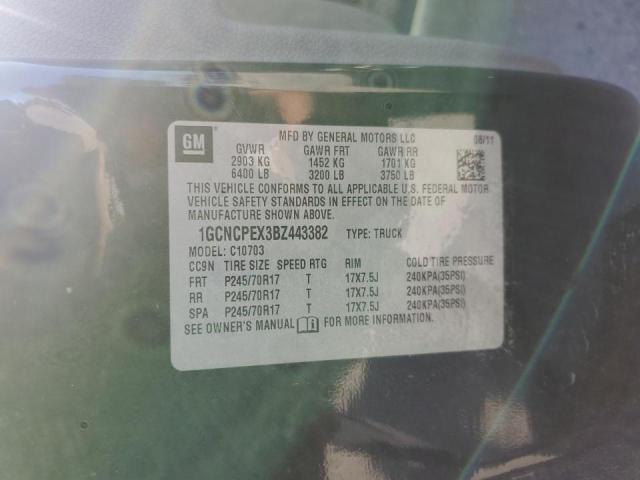 GM
MFD BY GENERAL MOTORS LLC 08/11
GVWR GAWR FRT GAWR RR
2903 KG 1452 KG 1701 KG
6400 LB 3200 LB 3750 LB
THIS VEHICLE CONFORMS TO ALL APPLICABLE U.S. FEDERAL MOTOR
VEHICLE SAFETY STANDARDS IN EFFECT ON THE DATE OF
MANUFACTURE SHOWN ABOVE.
1GCNCPEX3BZ443382 TYPE: TRUCK
MODEL: C10703
CC9N TIRE SIZE SPEED RTG RIM COLD TIRE PRESSURE
FRT P245/70R17 T 17X7.5J 240KPA(35PSI)
RR P245/70R17 T 17X7.5J 240KPA(35PSI)
SPA P245/70R17 T 17X7.5J 240KPA(35PSI)
SEE OWNER'S MANUAL FOR MORE INFORMATION.